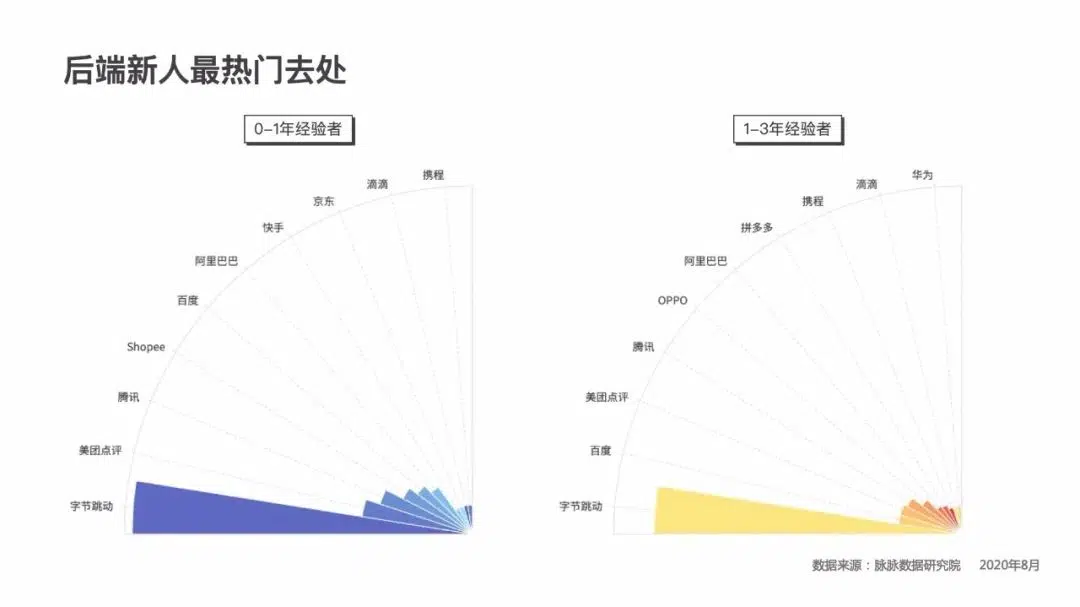 后端新人最热门去处
0-1年经验者
携程
滴滴
京东
快手
阿里巴巴
百度
Shopee
腾讯
美团点评
字节跳动
1-3年经验者
华为
滴滴
携程
拼多多
阿里巴巴
OPPO
腾讯
美团点评
百度
字节跳动
数据来源：脉脉数据研究院 2020年8月